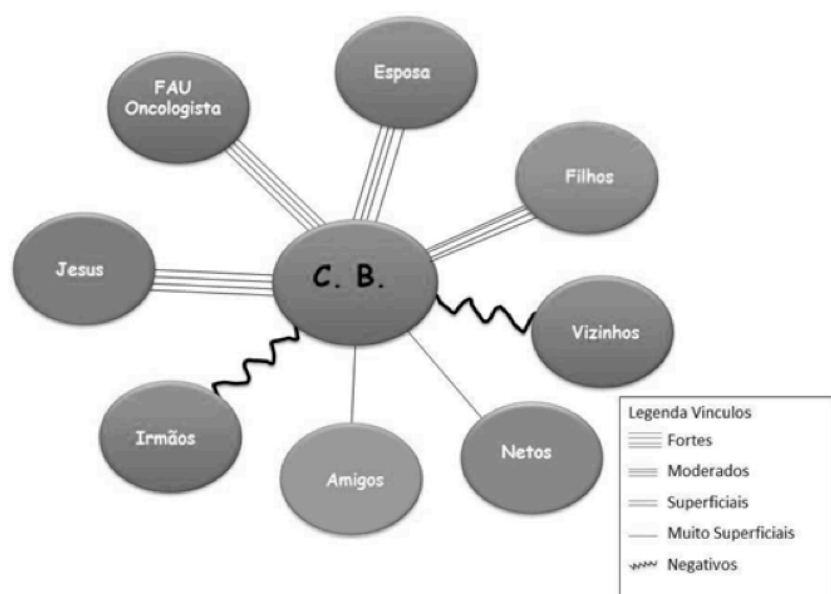 FAU
Oncologista
Esposa
Filhos
Jesus
C. B.
Vizinhos
Irmãos
Amigos
Netos
Legenda Vinculos
Fortes
Moderados
Superficiais
Muito Superficiais
Negativos